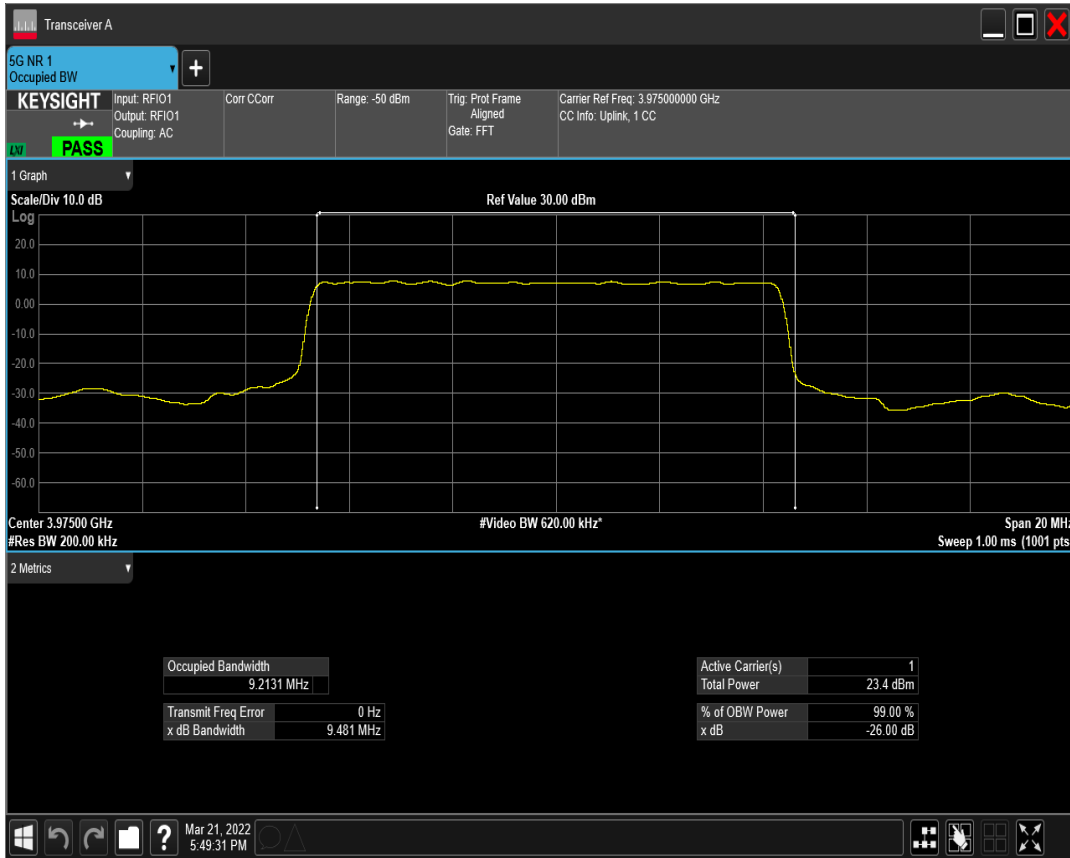 Transceiver A
5G NR 1
Occupied BW
KEYSIGHT
LXI
PASS
Input: RFIO1
Output: RFIO1
Coupling: AC
Corr CCorr
Range: -50 dBm
Trig: Prot Frame
Aligned
Gate: FFT
Carrier Ref Freq: 3.975000000 GHz
CC Info: Uplink, 1 CC
1 Graph
Scale/Div 10.0 dB
Ref Value 30.00 dBm
Log
20.0
10.0
0.00
-10.0
-20.0
-30.0
-40.0
-50.0
-60.0
Center 3.97500 GHz
#Video BW 620.00 kHz*
Span 20 MHz
#Res BW 200.00 kHz
Sweep 1.00 ms (1001 pts
2 Metrics
Occupied Bandwidth
9.2131 MHz
Transmit Freq Error 0 Hz
x dB Bandwidth 9.481 MHz
Active Carrier(s) 1
Total Power 23.4 dBm
% of OBW Power 99.00 %
x dB -26.00 dB
Mar 21, 2022
5:49:31 PM